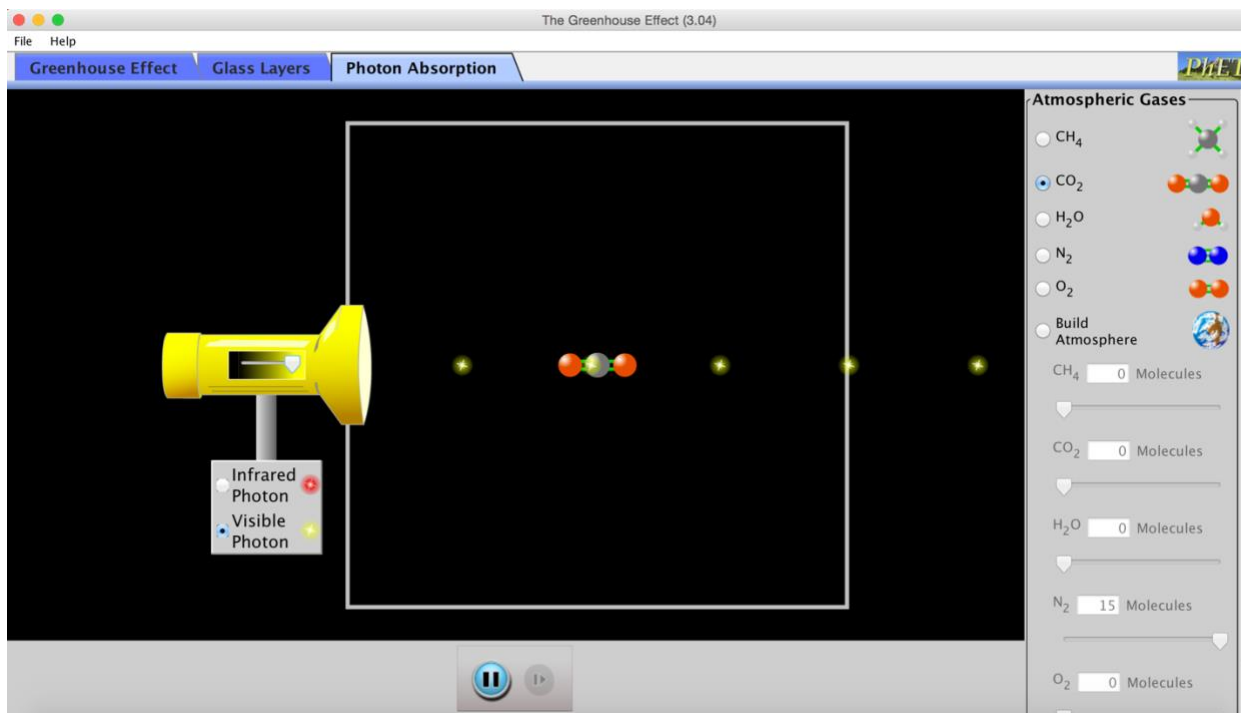 The Greenhouse Effect (3.04)
File Help
Greenhouse Effect Glass Layers Photon Absorption
PhET
Atmospheric Gases
CH4
CO2
H2O
N2
O2
Build
Atmosphere
CH4 0 Molecules
CO2 0 Molecules
H2O 0 Molecules
N2 15 Molecules
O2 0 Molecules
Infrared
Photon
Visible
Photon